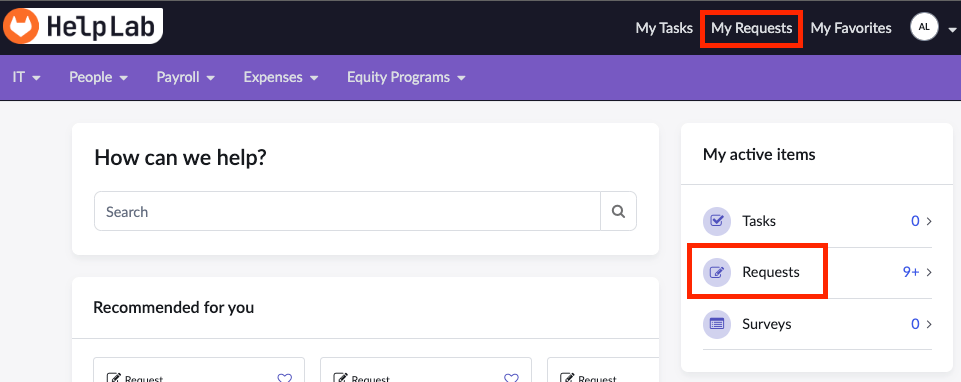 HelpLab
My Tasks My Requests My Favorites AL
IT People Payroll Expenses Equity Programs
How can we help?
Search
My active items
Tasks 0
Requests 9+
Surveys 0
Recommended for you
Request Request Request